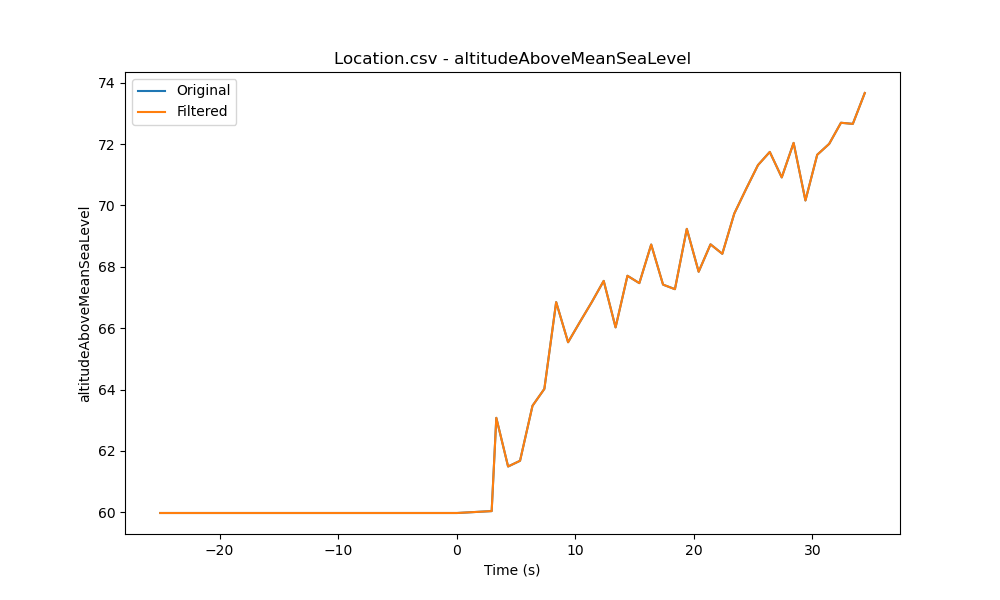 Location.csv - altitudeAboveMeanSeaLevel
Original
Filtered
altitudeAboveMeanSeaLevel
74
72
70
68
66
64
62
60
−20
−10
0
10
20
30
Time (s)